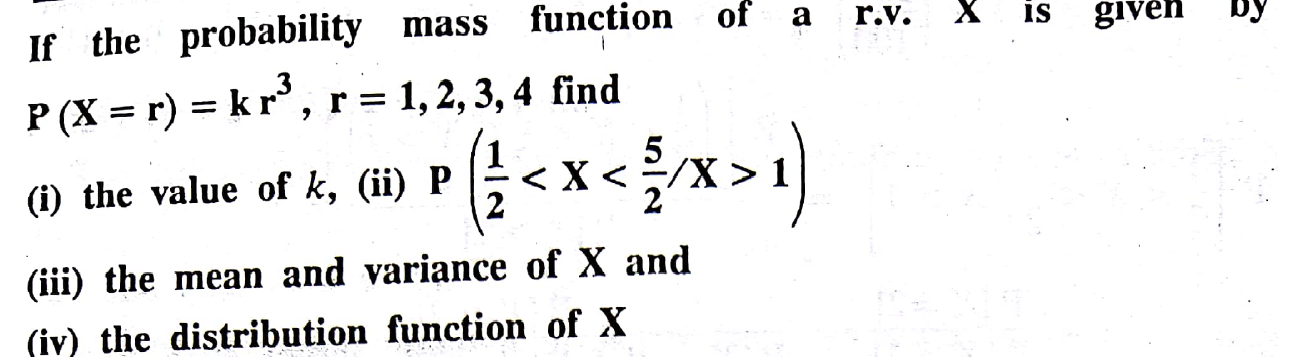 If the probability mass function of a r.v. X is given by
P (X = r) = k r³ , r = 1, 2, 3, 4 find
(i) the value of k, (ii) P (1/2 < X < 5/2 /X > 1)
(iii) the mean and variance of X and
(iv) the distribution function of X